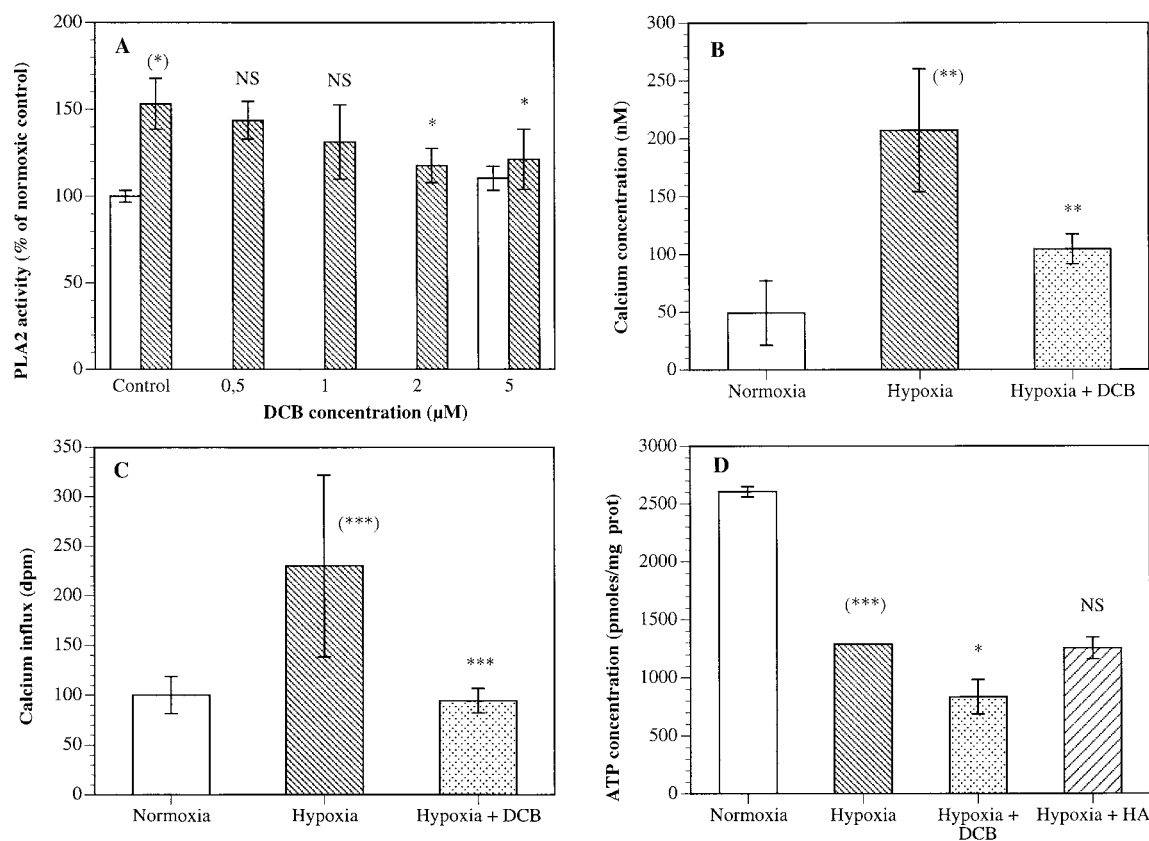 A
PLA2 activity (% of normoxic control)
200
150
100
50
0
(*)
NS
NS
*
*
Control
0,5
1
2
5
DCB concentration (µM)
B
Calcium concentration (nM)
300
250
200
150
100
50
0
(**)
**
Normoxia
Hypoxia
Hypoxia + DCB
C
Calcium influx (dpm)
350
300
250
200
150
100
50
0
(***)
***
Normoxia
Hypoxia
Hypoxia + DCB
D
ATP concentration (pmoles/mg prot)
3000
2500
2000
1500
1000
500
0
(***)
*
NS
Normoxia
Hypoxia
Hypoxia +
DCB
Hypoxia + HA